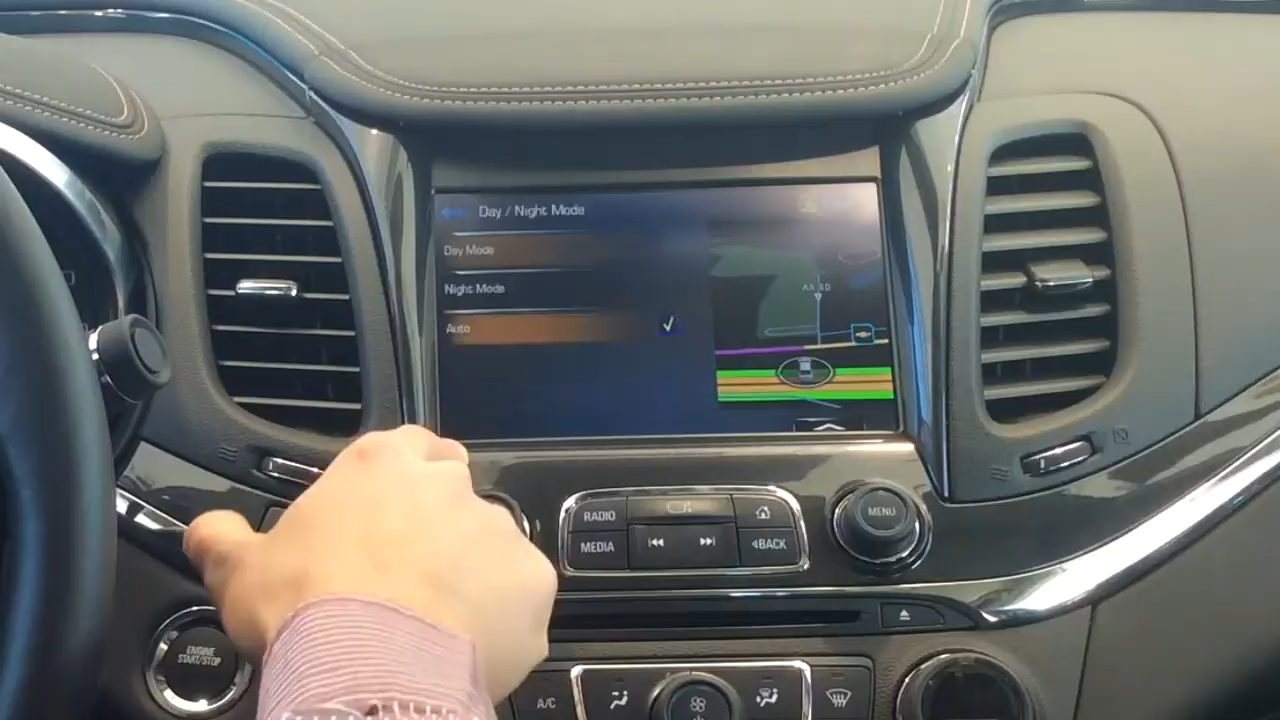 Day / Night Mode
Day Mode
Night Mode
Auto
RADIO
MEDIA
BACK
MENU
ENGINE
START/STOP
A/C